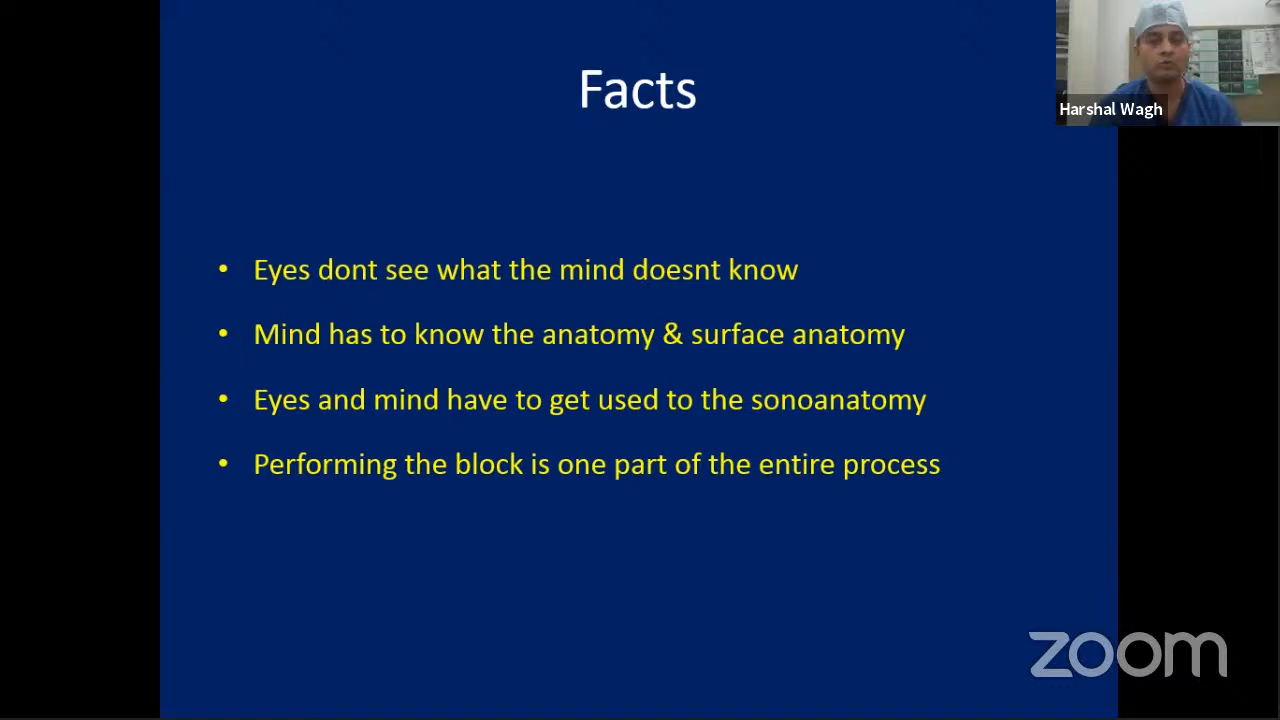 Facts
Harshal Wagh
• Eyes dont see what the mind doesnt know
• Mind has to know the anatomy & surface anatomy
• Eyes and mind have to get used to the sonoanatomy
• Performing the block is one part of the entire process
zoom